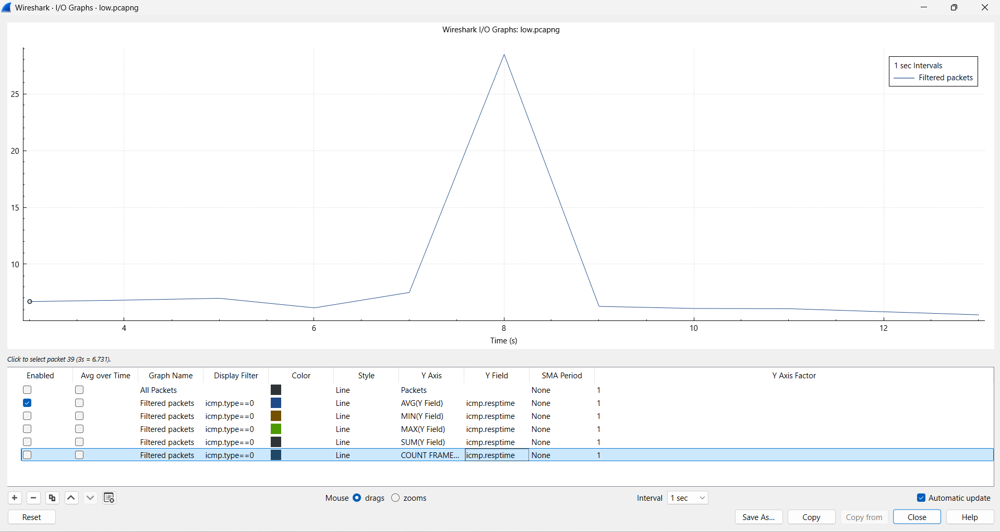 Wireshark · I/O Graphs · low.pcapng
Wireshark I/O Graphs: low.pcapng
1 sec Intervals
Filtered packets
25
20
15
10
4 6 8 10 12
Time (s)
Click to select packet 39 (3s = 6.731).
Enabled Avg over Time Graph Name Display Filter Color Style Y Axis Y Field SMA Period Y Axis Factor
All Packets Line Packets None 1
Filtered packets icmp.type==0 Line AVG(Y Field) icmp.resptime None 1
Filtered packets icmp.type==0 Line MIN(Y Field) icmp.resptime None 1
Filtered packets icmp.type==0 Line MAX(Y Field) icmp.resptime None 1
Filtered packets icmp.type==0 Line SUM(Y Field) icmp.resptime None 1
Filtered packets icmp.type==0 Line COUNT FRAME... icmp.resptime None 1
Mouse drags zooms Interval 1 sec Automatic update
Reset Save As... Copy Copy from Close Help